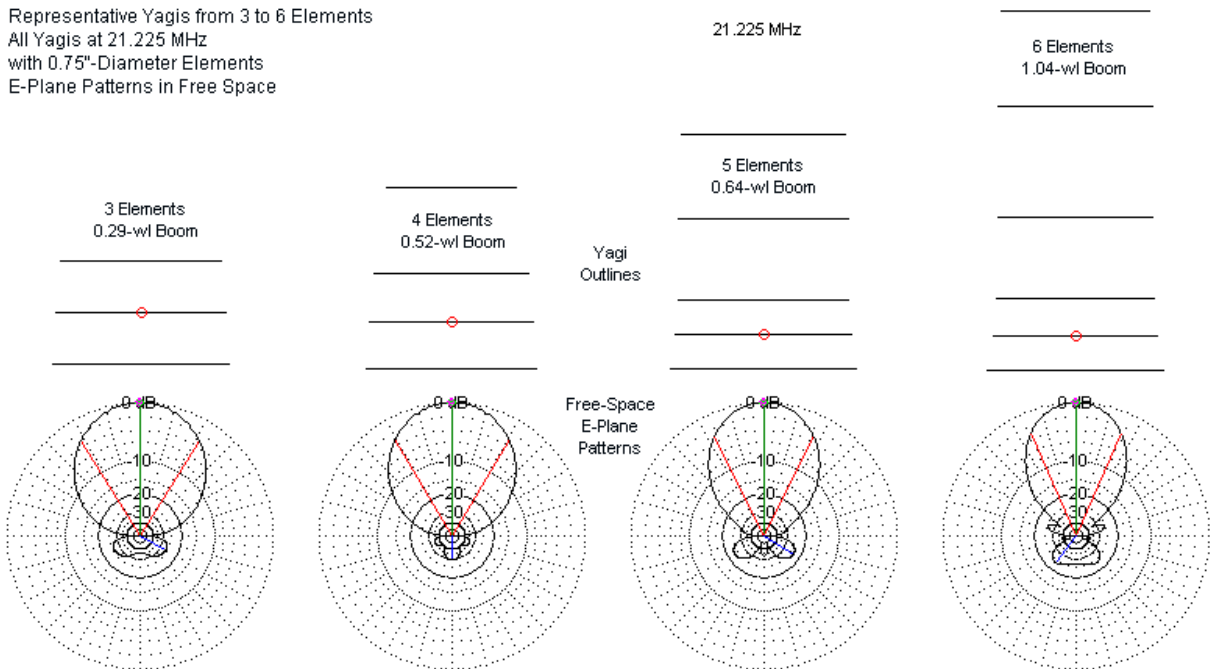 Representative Yagis from 3 to 6 Elements
All Yagis at 21.225 MHz
with 0.75"-Diameter Elements
E-Plane Patterns in Free Space
21.225 MHz
6 Elements
1.04-wl Boom
5 Elements
0.64-wl Boom
3 Elements
0.29-wl Boom
4 Elements
0.52-wl Boom
Yagi
Outlines
Free-Space
E-Plane
Patterns
0 dB
-10
-20
-30
0 dB
-10
-20
-30
0 dB
-10
-20
-30
0 dB
-10
-20
-30